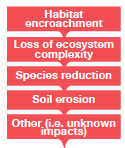 Habitat
encroachment
Loss of ecosystem
complexity
Species reduction
Soil erosion
Other (i.e. unknown
impacts)